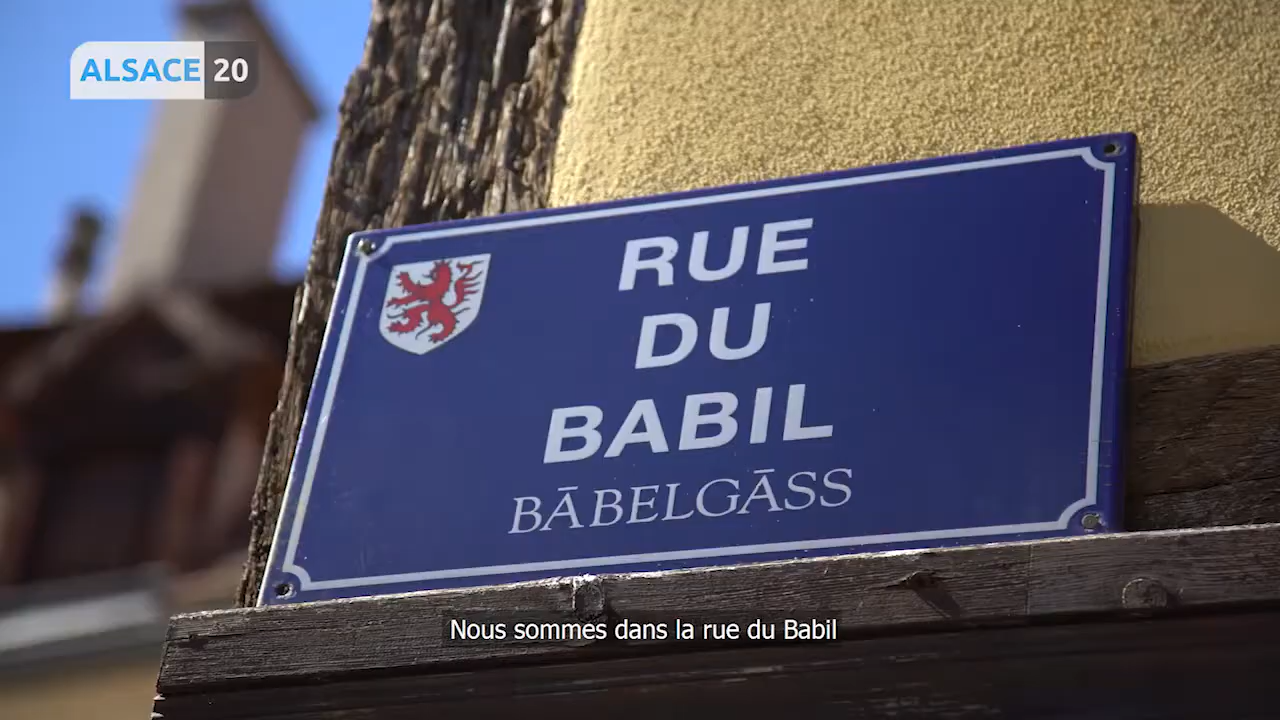 ALSACE 20
RUE
DU
BABIL
BĀBELGĀSS
Nous sommes dans la rue du Babil